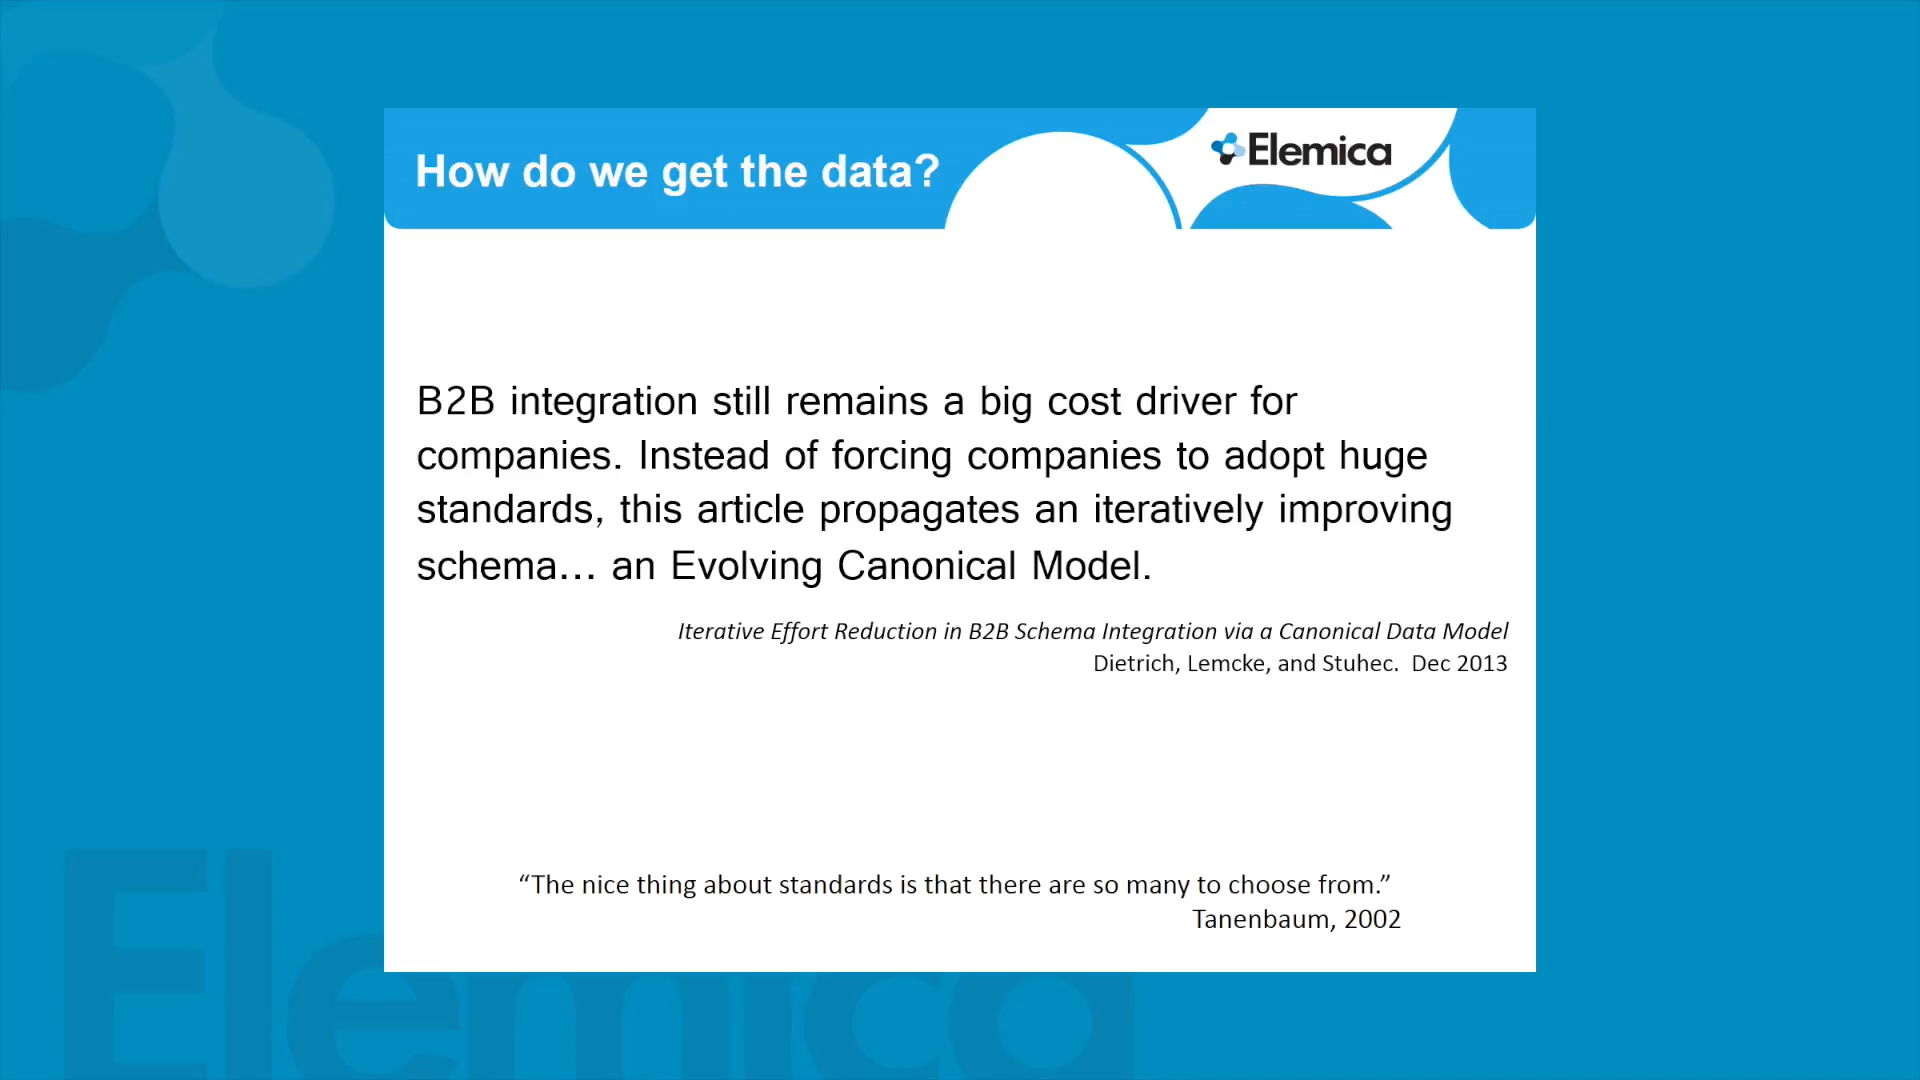 How do we get the data?
Elemica
B2B integration still remains a big cost driver for
companies. Instead of forcing companies to adopt huge
standards, this article propagates an iteratively improving
schema... an Evolving Canonical Model.
Iterative Effort Reduction in B2B Schema Integration via a Canonical Data Model
Dietrich, Lemcke, and Stuhec.  Dec 2013
“The nice thing about standards is that there are so many to choose from.”
Tanenbaum, 2002
Elemica